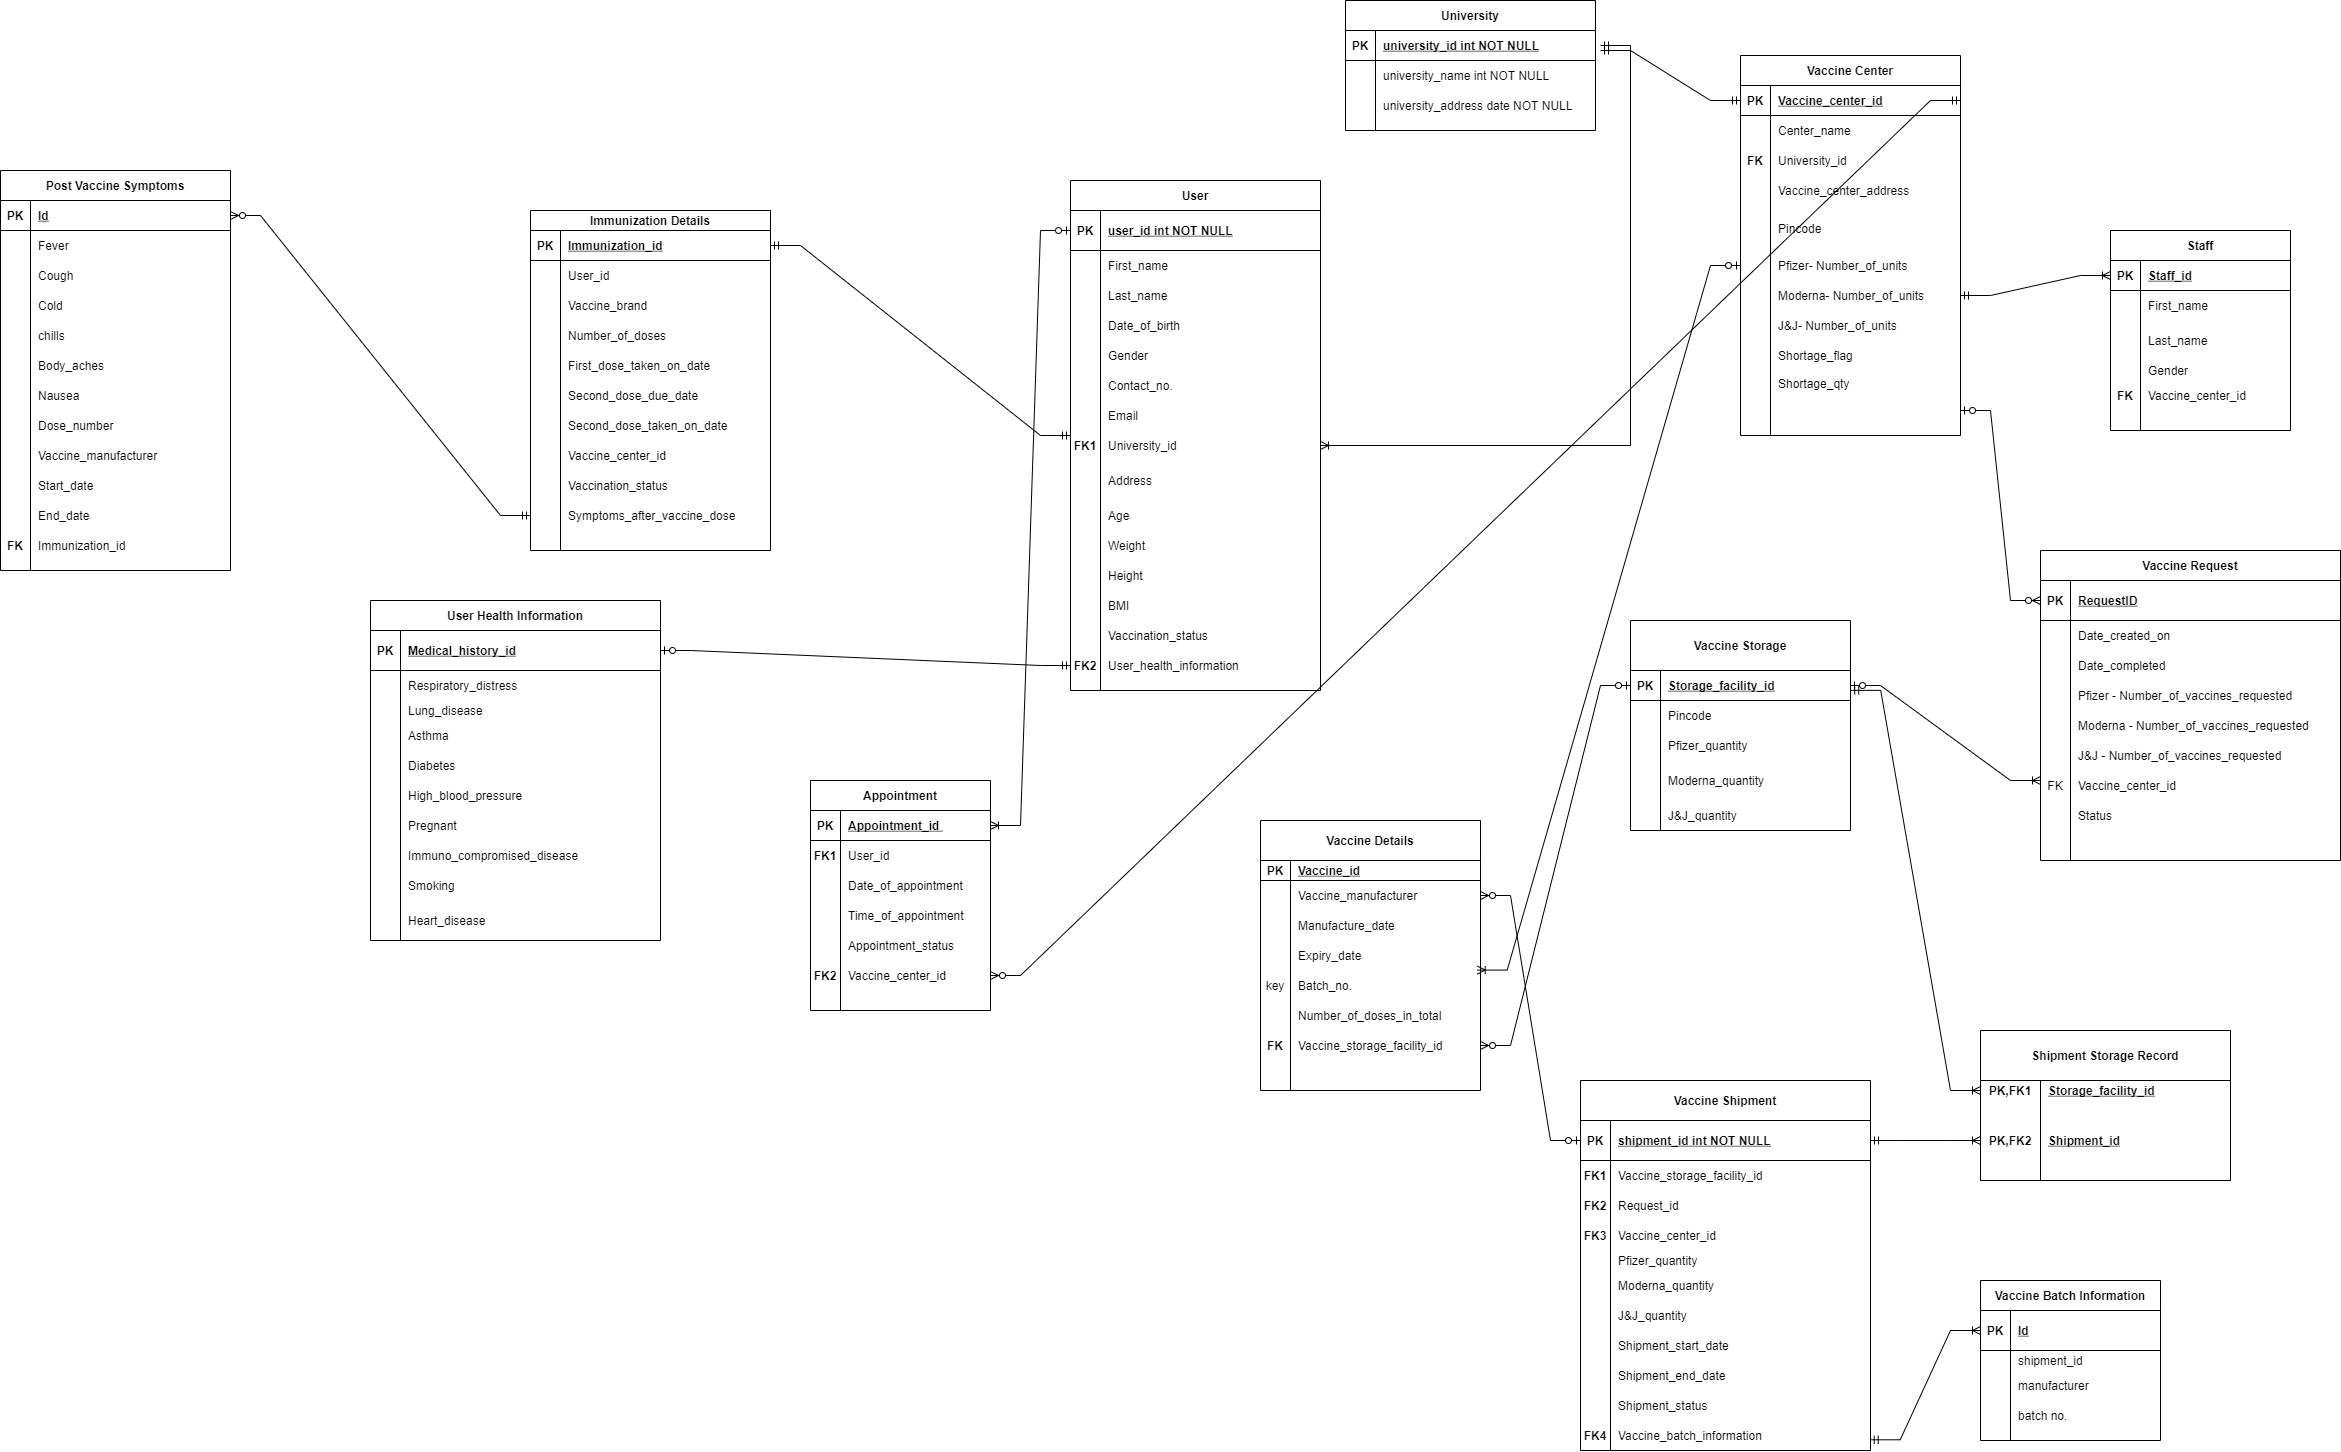 University
PK university_id int NOT NULL
university_name int NOT NULL
university_address date NOT NULL
Vaccine Center
PK Vaccine_center_id
Center_name
FK University_id
Vaccine_center_address
Pincode
Pfizer- Number_of_units
Moderna- Number_of_units
J&J- Number_of_units
Shortage_flag
Shortage_qty
Post Vaccine Symptoms
PK Id
Fever
Cough
Cold
chills
Body_aches
Nausea
Dose_number
Vaccine_manufacturer
Start_date
End_date
FK Immunization_id
Immunization Details
PK Immunization_id
User_id
Vaccine_brand
Number_of_doses
First_dose_taken_on_date
Second_dose_due_date
Second_dose_taken_on_date
Vaccine_center_id
Vaccination_status
Symptoms_after_vaccine_dose
User
PK user_id int NOT NULL
First_name
Last_name
Date_of_birth
Gender
Contact_no.
Email
FK1 University_id
Address
Age
Weight
Height
BMI
Vaccination_status
FK2 User_health_information
Staff
PK Staff_id
First_name
Last_name
Gender
FK Vaccine_center_id
User Health Information
PK Medical_history_id
Respiratory_distress
Lung_disease
Asthma
Diabetes
High_blood_pressure
Pregnant
Immuno_compromised_disease
Smoking
Heart_disease
Vaccine Request
PK RequestID
Date_created_on
Date_completed
Pfizer - Number_of_vaccines_requested
Moderna - Number_of_vaccines_requested
J&J - Number_of_vaccines_requested
FK Vaccine_center_id
Status
Vaccine Storage
PK Storage_facility_id
Pincode
Pfizer_quantity
Moderna_quantity
J&J_quantity
Appointment
PK Appointment_id
FK1 User_id
Date_of_appointment
Time_of_appointment
Appointment_status
FK2 Vaccine_center_id
Vaccine Details
PK Vaccine_id
Vaccine_manufacturer
Manufacture_date
Expiry_date
key Batch_no.
Number_of_doses_in_total
FK Vaccine_storage_facility_id
Shipment Storage Record
PK,FK1 Storage_facility_id
PK,FK2 Shipment_id
Vaccine Shipment
PK shipment_id int NOT NULL
FK1 Vaccine_storage_facility_id
FK2 Request_id
FK3 Vaccine_center_id
Pfizer_quantity
Moderna_quantity
J&J_quantity
Shipment_start_date
Shipment_end_date
Shipment_status
FK4 Vaccine_batch_information
Vaccine Batch Information
PK Id
shipment_id
manufacturer
batch no.